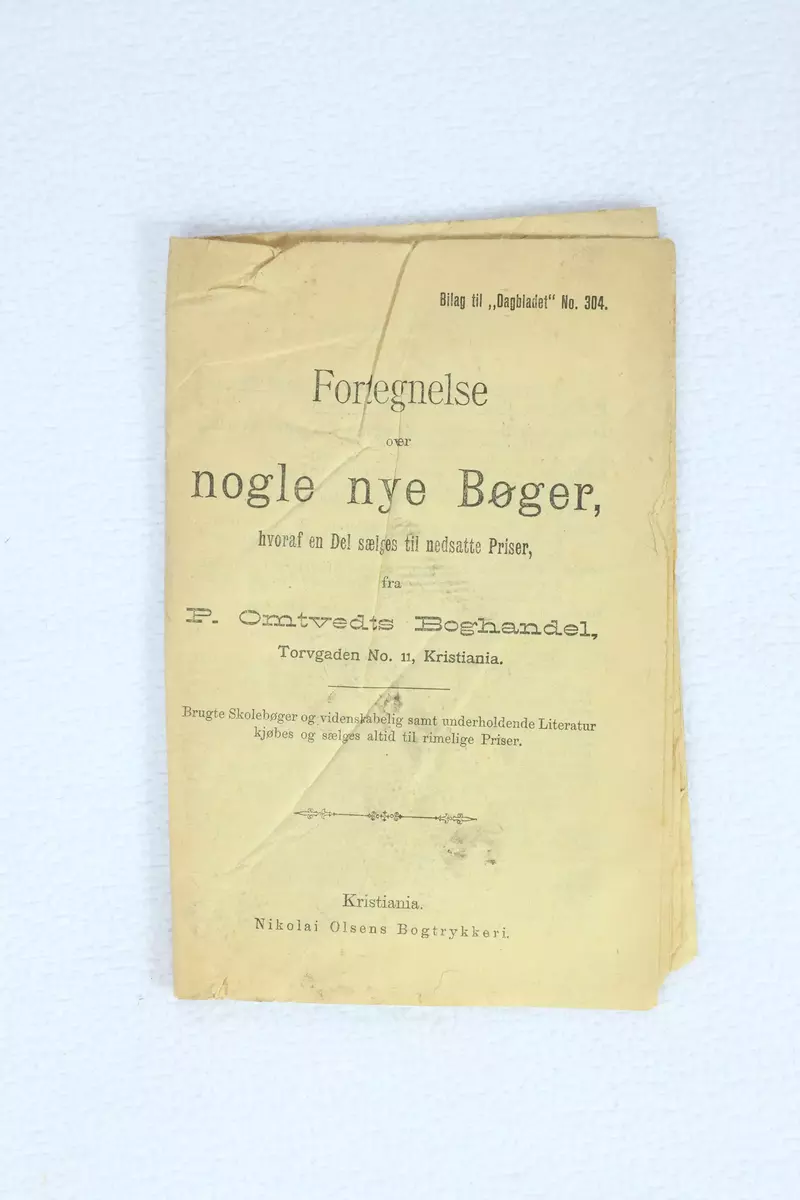 Bilag til „Dagbladet“ No. 304.
Fortegnelse
over
nogle nye Bøger,
hvoraf en Del sælges til nedsatte Priser,
fra
P. Omtvedts Boghandel,
Torvgaden No. 11, Kristiania.
Brugte Skolebøger og videnskabelig samt underholdende Literatur
kjøbes og sælges altid til rimelige Priser.
Kristiania.
Nikolai Olsens Bogtrykkeri.